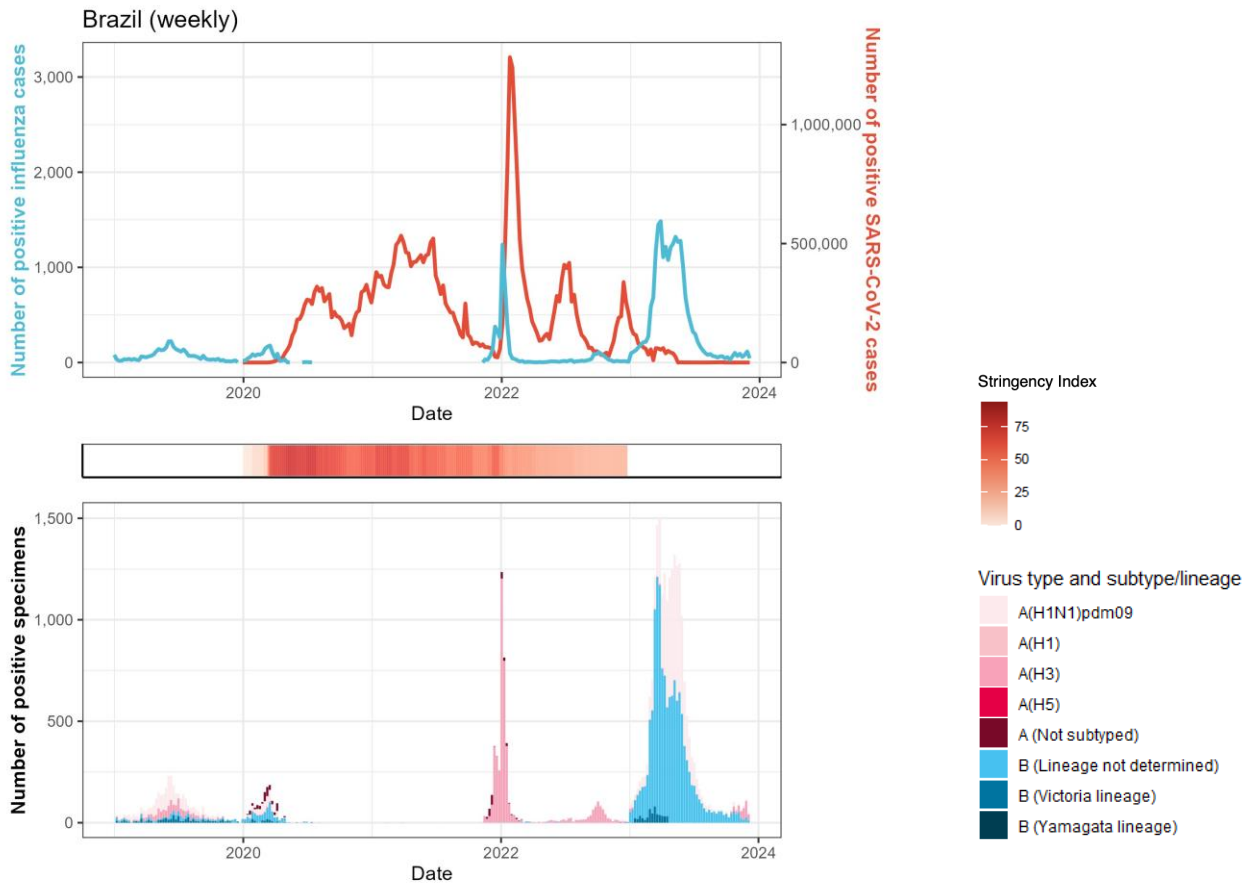 Brazil (weekly)
Number of positive influenza cases
3,000
2,000
1,000
0
Number of positive SARS-CoV-2 cases
1,000,000
500,000
0
2020
2022
2024
Date
Stringency Index
75
50
25
0
Number of positive specimens
1,500
1,000
500
0
2020
2022
2024
Date
Virus type and subtype/lineage
A(H1N1)pdm09
A(H1)
A(H3)
A(H5)
A (Not subtyped)
B (Lineage not determined)
B (Victoria lineage)
B (Yamagata lineage)